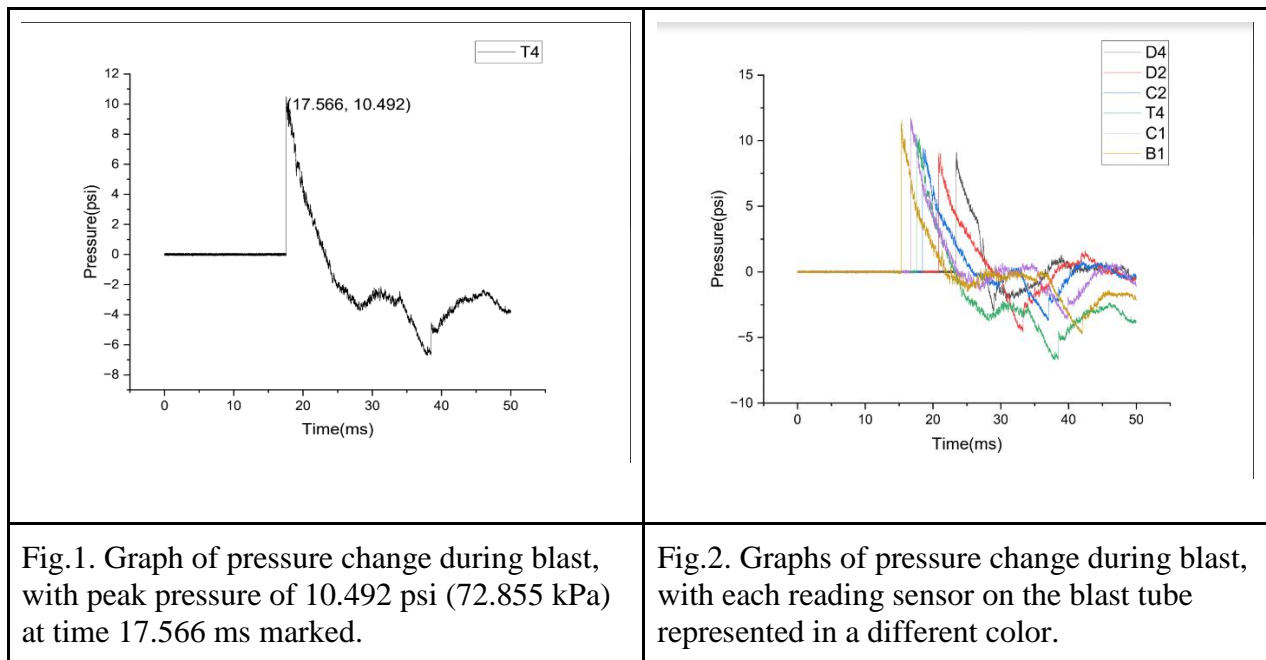 T4
12
10
8
6
4
2
0
−2
−4
−6
−8
Pressure(psi)
(17.566, 10.492)
0 10 20 30 40 50
Time(ms)
D4
D2
C2
T4
C1
B1
15
10
5
0
−5
−10
Pressure(psi)
0 10 20 30 40 50
Time(ms)
Fig.1. Graph of pressure change during blast,
with peak pressure of 10.492 psi (72.855 kPa)
at time 17.566 ms marked.
Fig.2. Graphs of pressure change during blast,
with each reading sensor on the blast tube
represented in a different color.